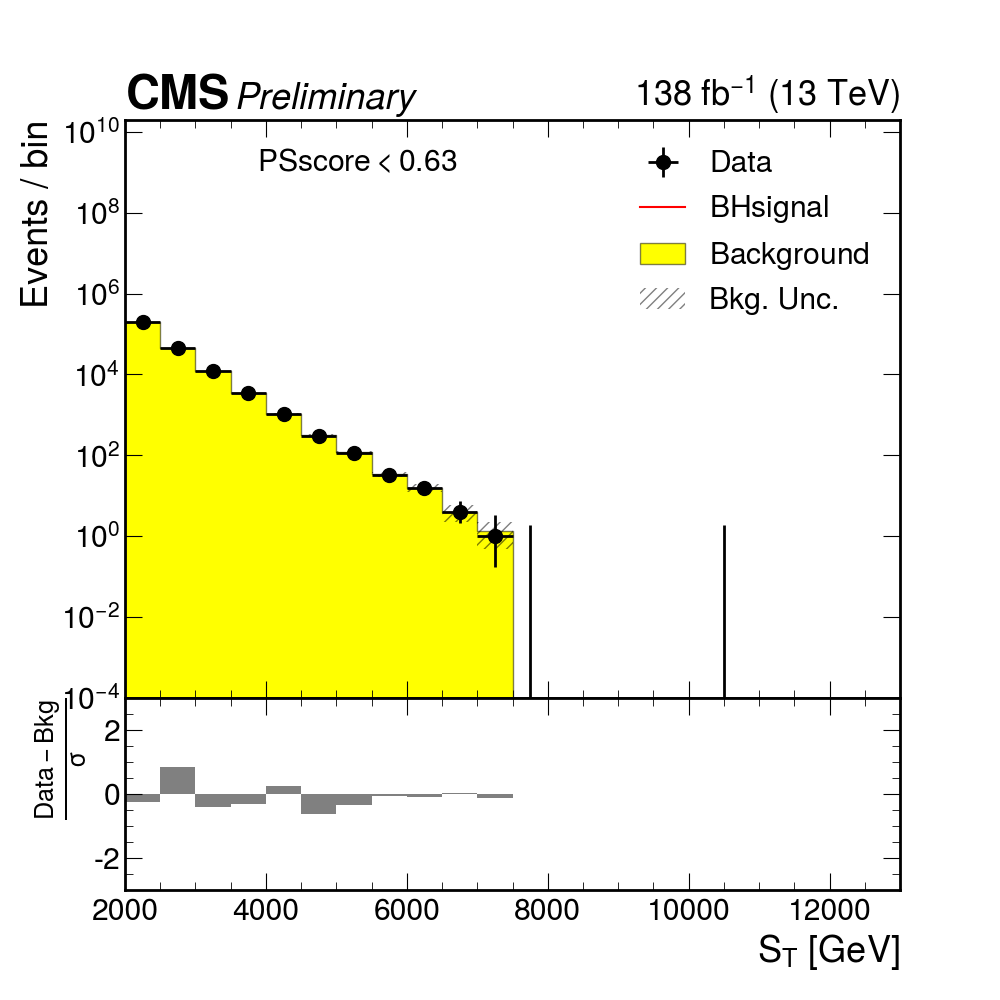 CMS Preliminary
138 fb⁻¹ (13 TeV)
Events / bin
10¹⁰
10⁸
10⁶
10⁴
10²
10⁰
10⁻²
10⁻⁴
PSscore < 0.63
Data
BHsignal
Background
Bkg. Unc.
Data − Bkg
σ
2
0
-2
2000 4000 6000 8000 10000 12000
S_T [GeV]